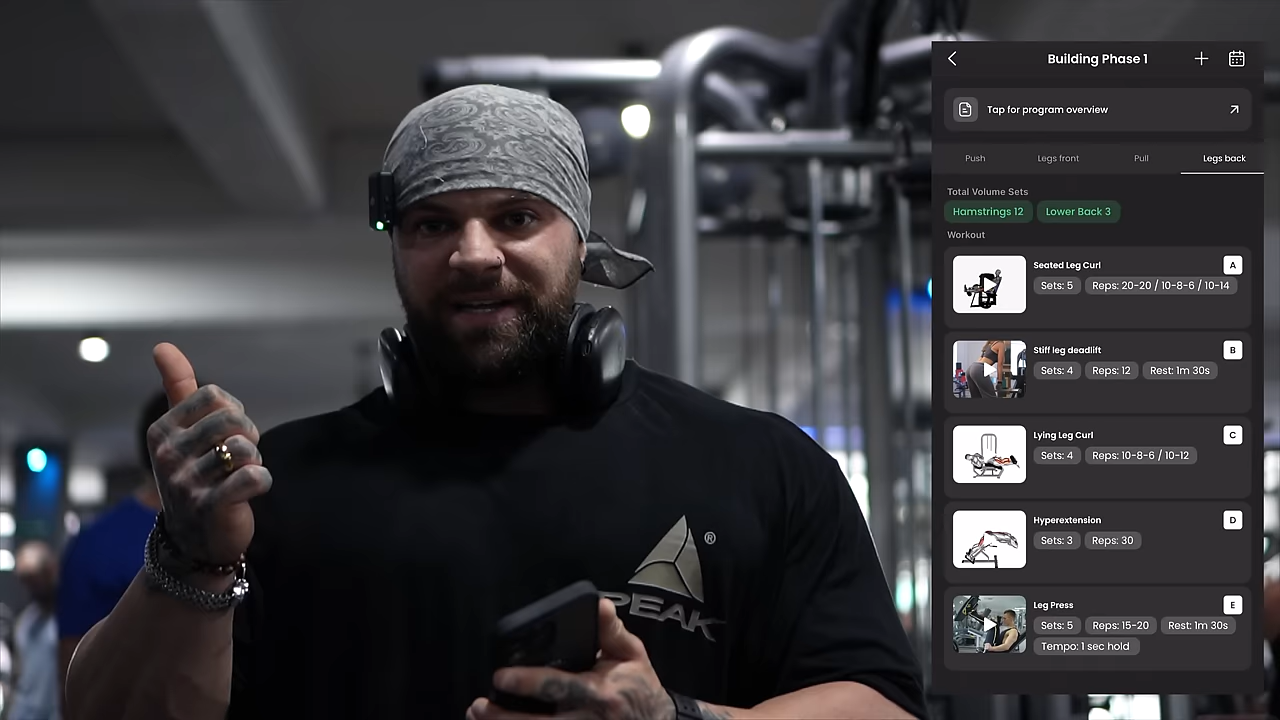 Building Phase 1
Tap for program overview
Push Legs front Pull Legs back
Total Volume Sets
Hamstrings 12 Lower Back 3
Workout
Seated Leg Curl A
Sets: 5 Reps: 20-20 / 10-8-6 / 10-14
Stiff leg deadlift B
Sets: 4 Reps: 12 Rest: 1m 30s
Lying Leg Curl C
Sets: 4 Reps: 10-8-6 / 10-12
Hyperextension D
Sets: 3 Reps: 30
Leg Press E
Sets: 5 Reps: 15-20 Rest: 1m 30s
Tempo: 1 sec hold
®
PEAK